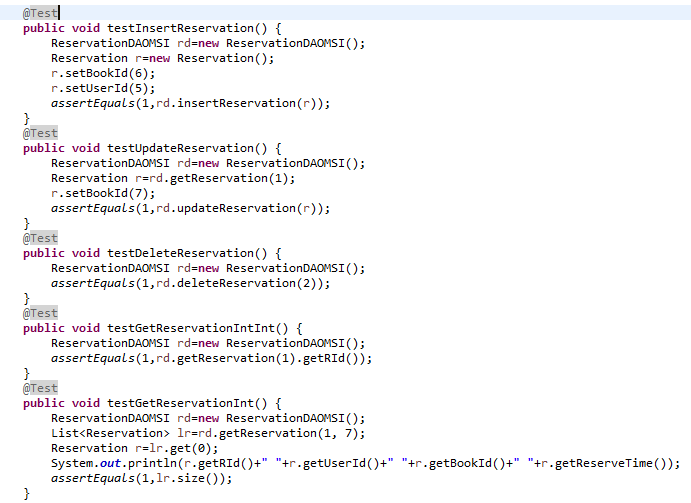 @Test
public void testInsertReservation() {
    ReservationDAOMSI rd=new ReservationDAOMSI();
    Reservation r=new Reservation();
    r.setBookId(6);
    r.setUserId(5);
    assertEquals(1,rd.insertReservation(r));
}
@Test
public void testUpdateReservation() {
    ReservationDAOMSI rd=new ReservationDAOMSI();
    Reservation r=rd.getReservation(1);
    r.setBookId(7);
    assertEquals(1,rd.updateReservation(r));
}
@Test
public void testDeleteReservation() {
    ReservationDAOMSI rd=new ReservationDAOMSI();
    assertEquals(1,rd.deleteReservation(2));
}
@Test
public void testGetReservationIntInt() {
    ReservationDAOMSI rd=new ReservationDAOMSI();
    assertEquals(1,rd.getReservation(1).getRId());
}
@Test
public void testGetReservationInt() {
    ReservationDAOMSI rd=new ReservationDAOMSI();
    List<Reservation> lr=rd.getReservation(1, 7);
    Reservation r=lr.get(0);
    System.out.println(r.getRId()+" "+r.getUserId()+" "+r.getBookId()+" "+r.getReserveTime());
    assertEquals(1,lr.size());
}